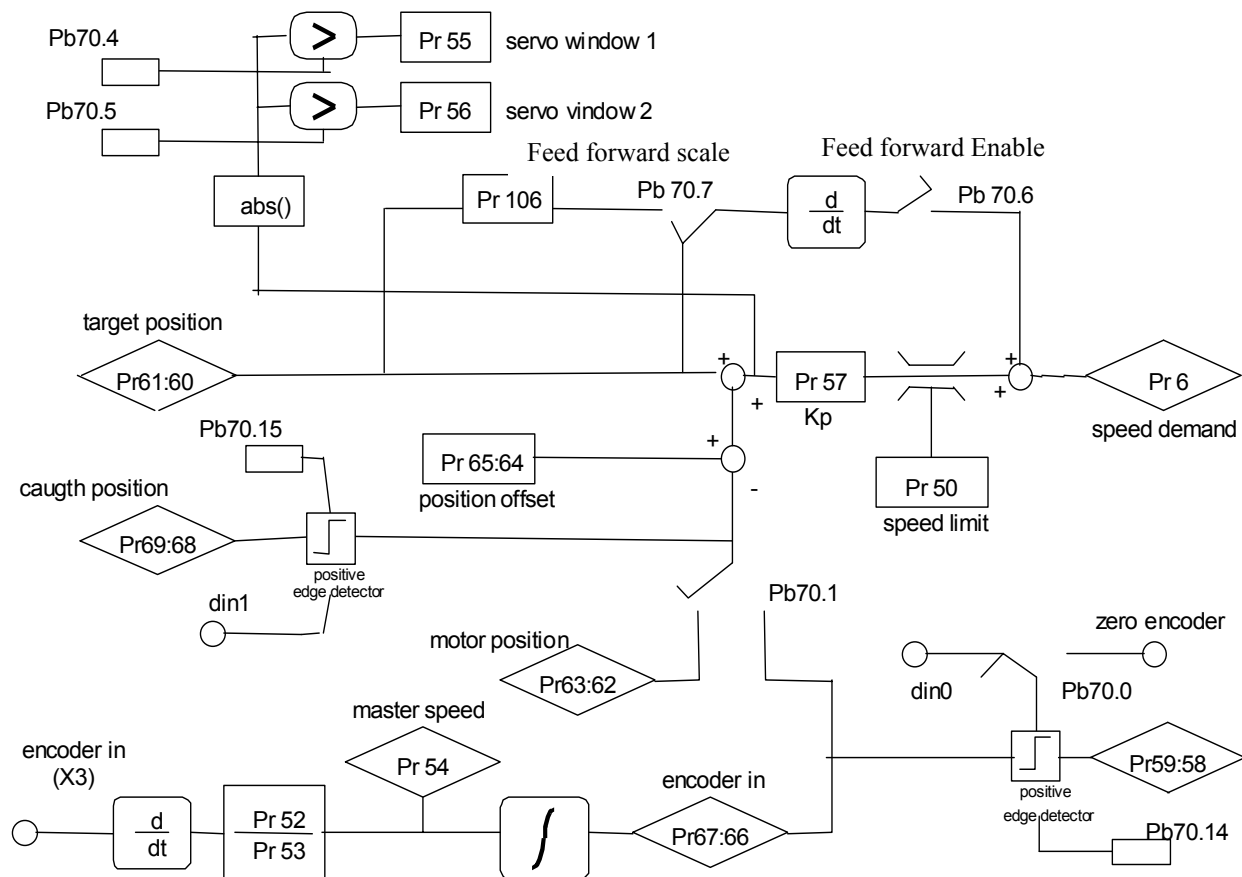 Pb70.4
>
Pr 55
servo window 1
Pb70.5
>
Pr 56
servo vindow 2
Feed forward scale
Feed forward Enable
abs()
Pr 106
Pb 70.7
d
dt
Pb 70.6
target position
Pr61:60
+
+
Pr 57
Kp
+
+
Pr 6
speed demand
Pb70.15
+
Pr 65:64
position offset
-
Pr 50
speed limit
caugth position
Pr69:68
positive
edge detector
din1
Pb70.1
motor position
Pr63:62
zero encoder
din0
Pb70.0
master speed
Pr 54
encoder in
(X3)
encoder in
Pr59:58
positive
edge detector
d
dt
Pr 52
Pr 53
∫
Pr67:66
Pb70.14